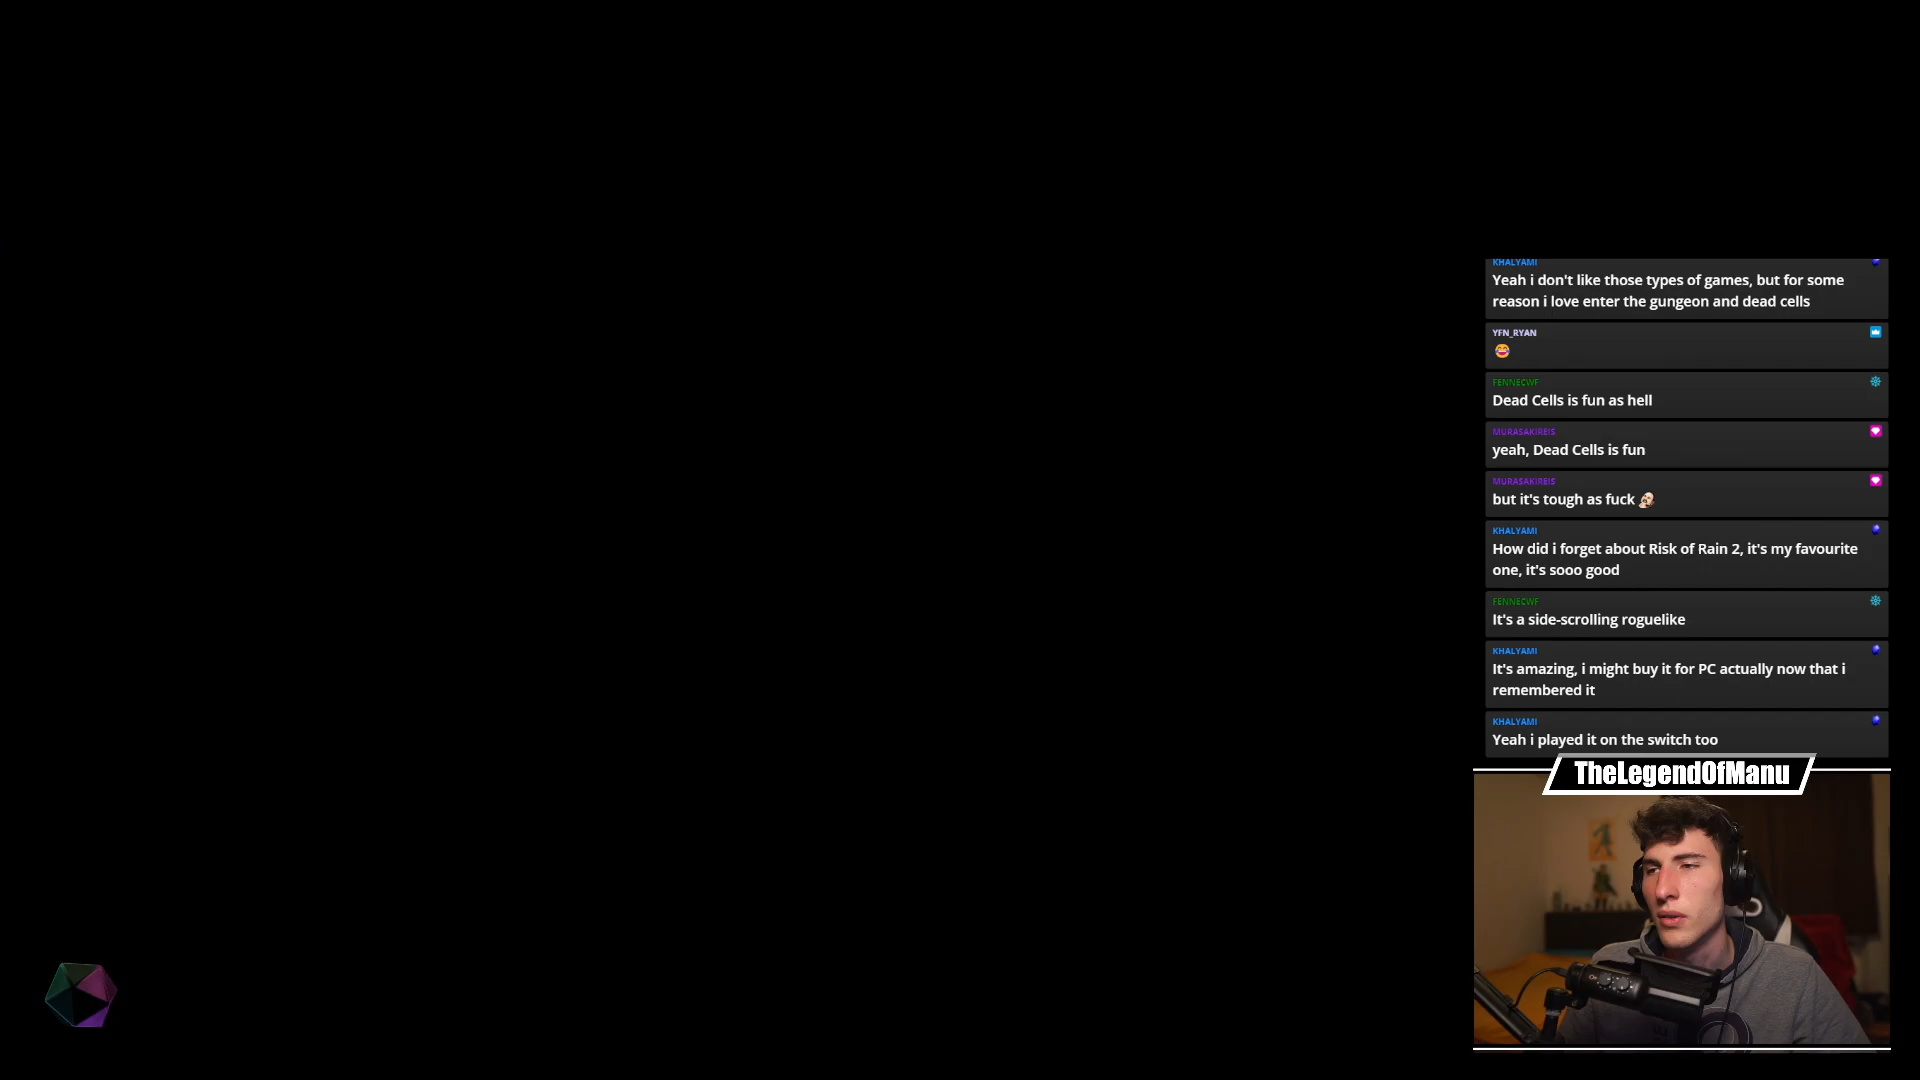 KHALYAMI
Yeah i don't like those types of games, but for some
reason i love enter the gungeon and dead cells
YFN_RYAN
😂
FENNECWF
Dead Cells is fun as hell
MURASAKIREIS
yeah, Dead Cells is fun
MURASAKIREIS
but it's tough as fuck
KHALYAMI
How did i forget about Risk of Rain 2, it's my favourite
one, it's sooo good
FENNECWF
It's a side-scrolling roguelike
KHALYAMI
It's amazing, i might buy it for PC actually now that i
remembered it
KHALYAMI
Yeah i played it on the switch too
TheLegendOfManu